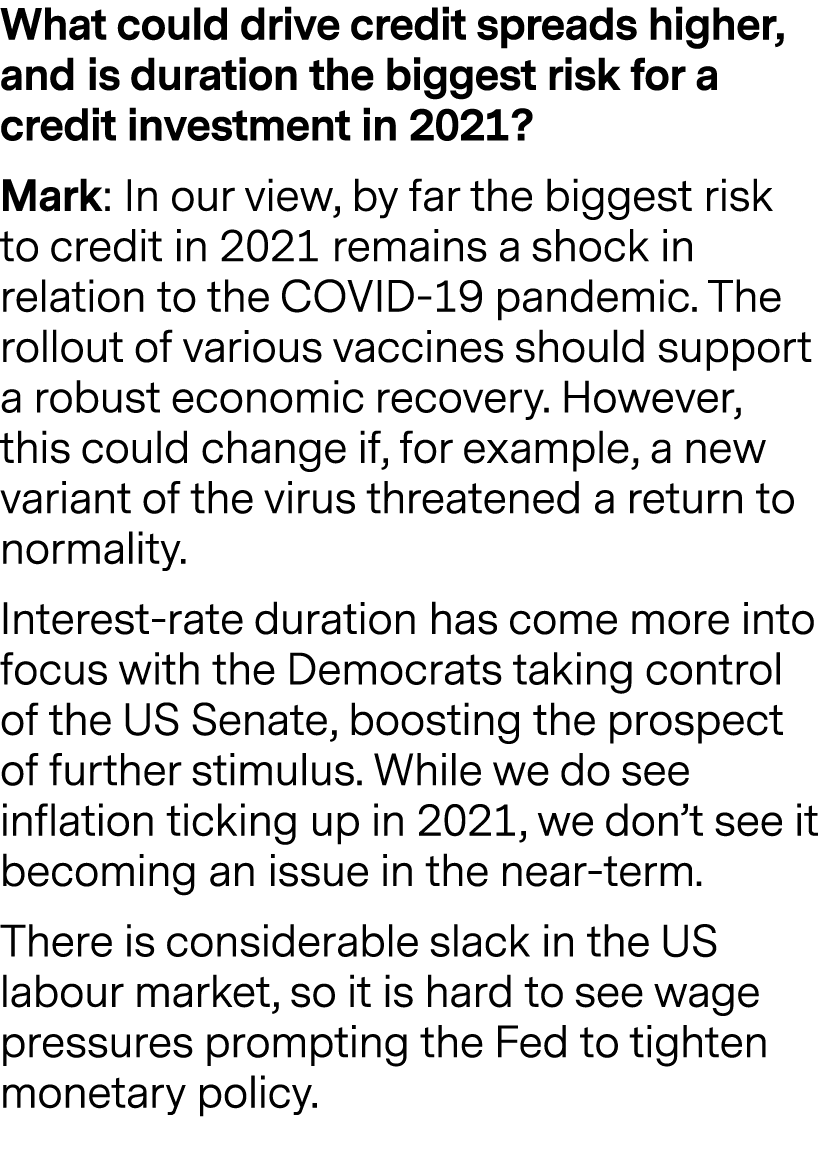 What could drive credit spreads higher,
and is duration the biggest risk for a
credit investment in 2021?
Mark: In our view, by far the biggest risk
to credit in 2021 remains a shock in
relation to the COVID-19 pandemic. The
rollout of various vaccines should support
a robust economic recovery. However,
this could change if, for example, a new
variant of the virus threatened a return to
normality.
Interest-rate duration has come more into
focus with the Democrats taking control
of the US Senate, boosting the prospect
of further stimulus. While we do see
inflation ticking up in 2021, we don’t see it
becoming an issue in the near-term.
There is considerable slack in the US
labour market, so it is hard to see wage
pressures prompting the Fed to tighten
monetary policy.